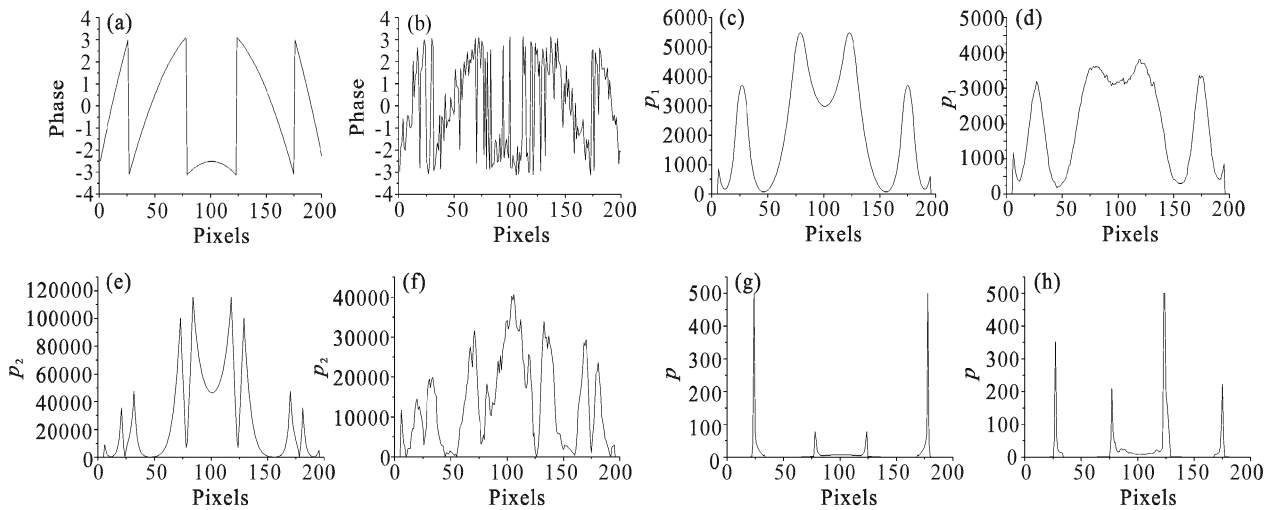 (a)
Phase
4
3
2
1
0
-1
-2
-3
-4
0 50 100 150 200
Pixels
(b)
Phase
4
3
2
1
0
-1
-2
-3
-4
0 50 100 150 200
Pixels
(c)
p1
6000
5000
4000
3000
2000
1000
0
0 50 100 150 200
Pixels
(d)
p1
5000
4000
3000
2000
1000
0
0 50 100 150 200
Pixels
(e)
p2
120000
100000
80000
60000
40000
20000
0
0 50 100 150 200
Pixels
(f)
p2
40000
30000
20000
10000
0
0 50 100 150 200
Pixels
(g)
p
500
400
300
200
100
0
0 50 100 150 200
Pixels
(h)
p
500
400
300
200
100
0
0 50 100 150 200
Pixels